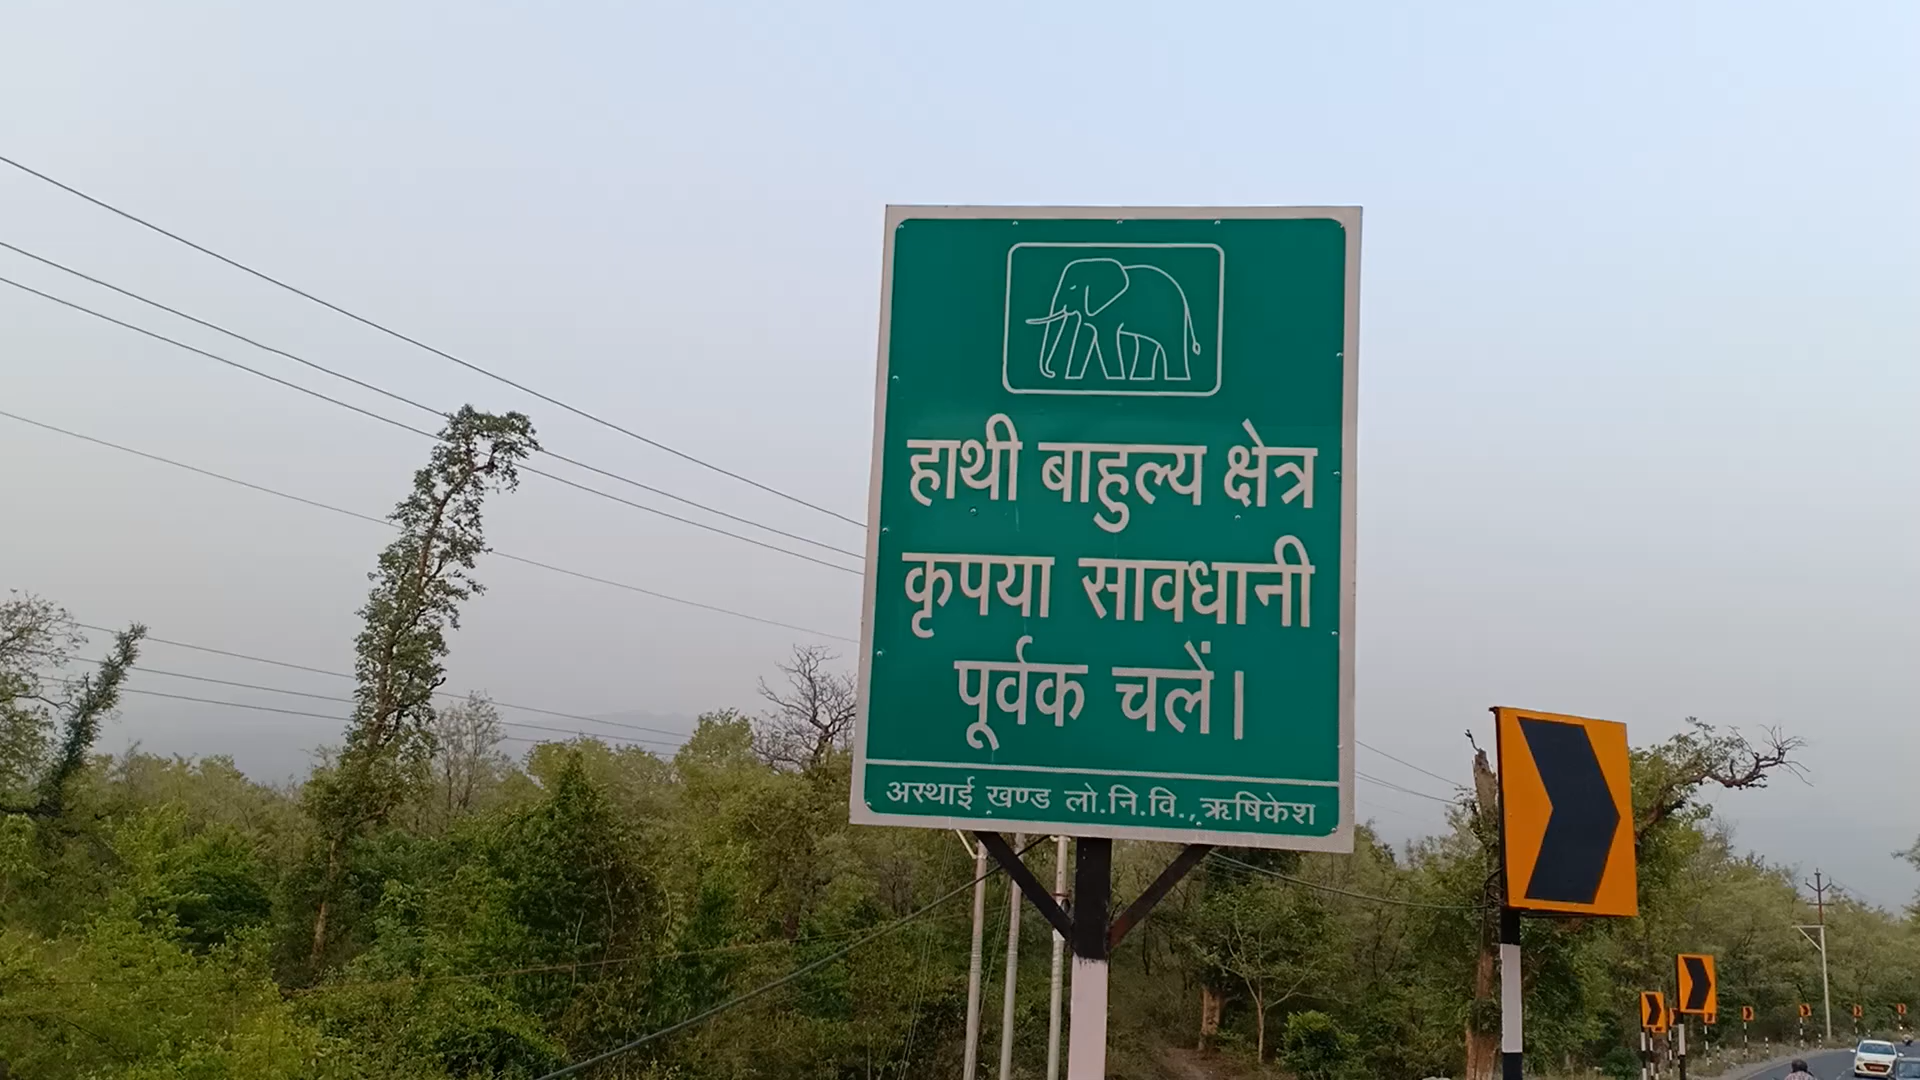 हाथी बाहुल्य क्षेत्र
कृपया सावधानी
पूर्वक चलें।
अस्थाई खण्ड लो.नि.वि., ऋषिकेश